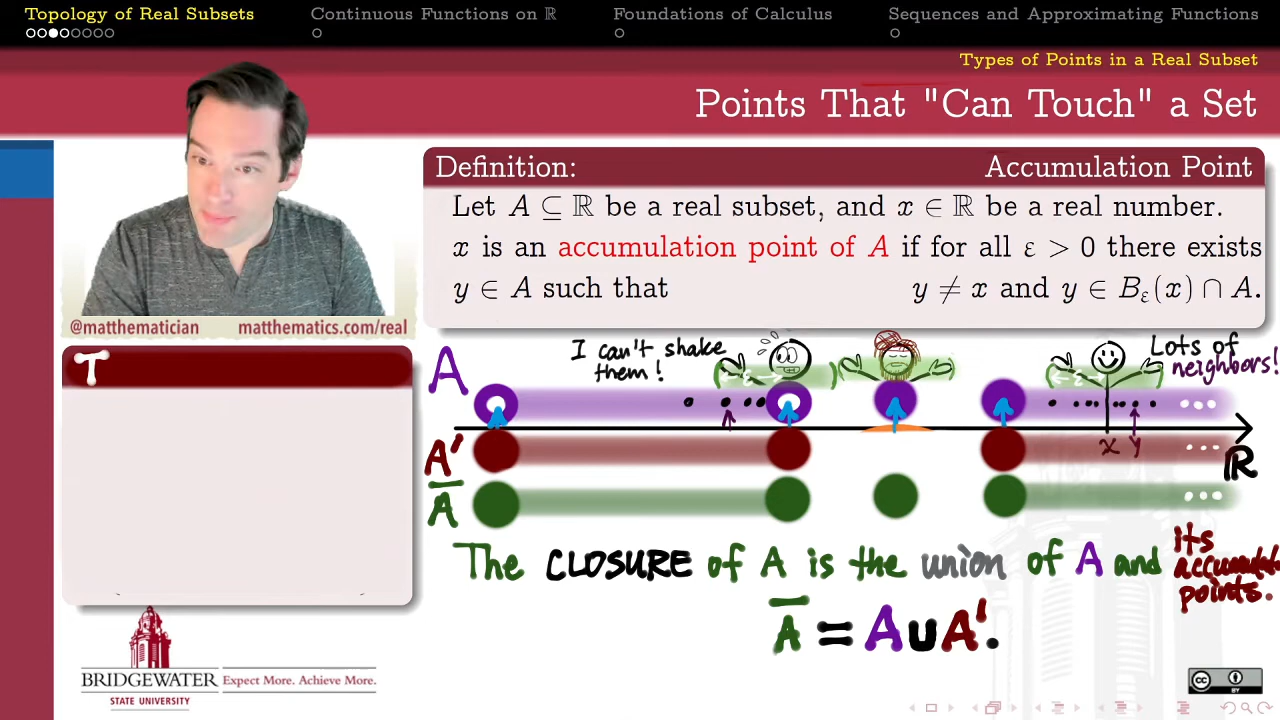 Topology of Real Subsets
Continuous Functions on ℝ
Foundations of Calculus
Sequences and Approximating Functions
Types of Points in a Real Subset
Points That "Can Touch" a Set
Definition: Accumulation Point
Let A ⊆ ℝ be a real subset, and x ∈ ℝ be a real number.
x is an accumulation point of A if for all ε > 0 there exists
y ∈ A such that y ≠ x and y ∈ B_ε(x) ∩ A.
@matthematician matthematics.com/real
T
I can't shake
them!
Lots of
neighbors!
ε
ε
A
x y
A'
ℝ
A̅
The CLOSURE of A is the union of A and
its
points.
A̅ = A ∪ A'.
BRIDGEWATER
STATE UNIVERSITY
Expect More. Achieve More.
CC
BY